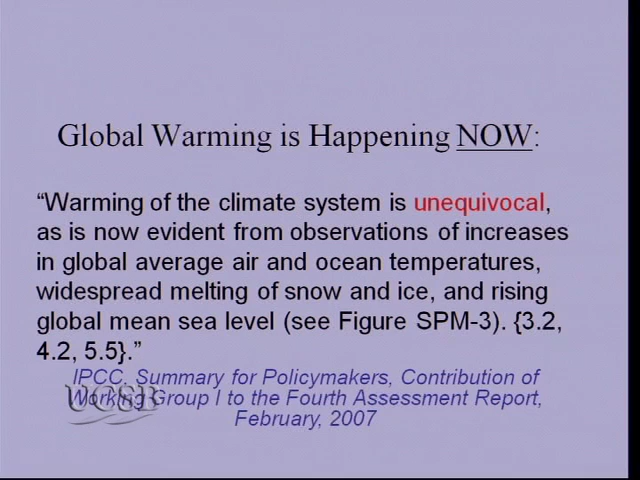 Global Warming is Happening NOW:
“Warming of the climate system is unequivocal,
as is now evident from observations of increases
in global average air and ocean temperatures,
widespread melting of snow and ice, and rising
global mean sea level (see Figure SPM-3). {3.2,
4.2, 5.5}.”
IPCC, Summary for Policymakers, Contribution of
Working Group I to the Fourth Assessment Report,
February, 2007
UCSB